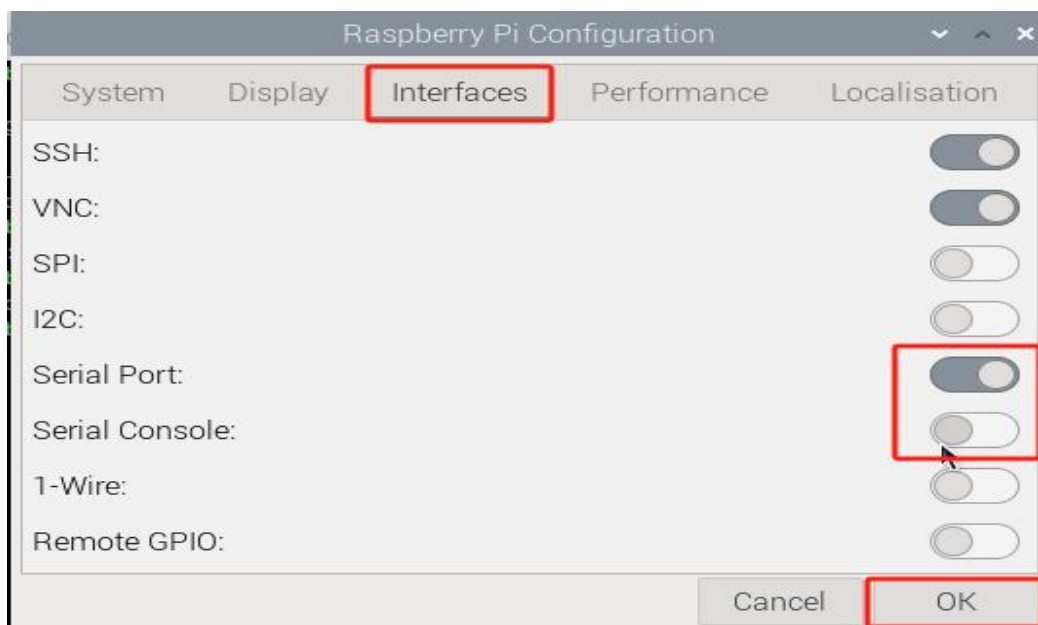 Raspberry Pi Configuration
System Display Interfaces Performance Localisation
SSH:
VNC:
SPI:
I2C:
Serial Port:
Serial Console:
1-Wire:
Remote GPIO:
Cancel OK